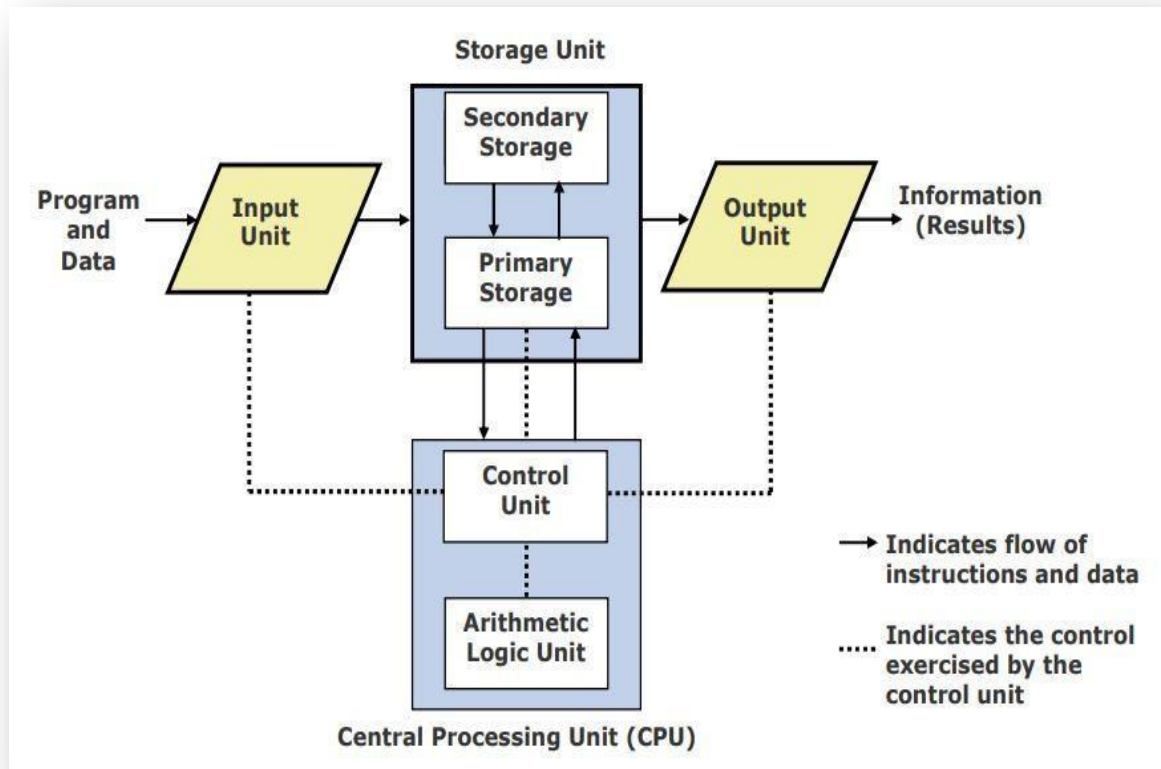 Storage Unit
Secondary
Storage
Program
and
Data
Input
Unit
Output
Unit
Information
(Results)
Primary
Storage
Control
Unit
Arithmetic
Logic Unit
Indicates flow of
instructions and data
Indicates the control
exercised by the
control unit
Central Processing Unit (CPU)